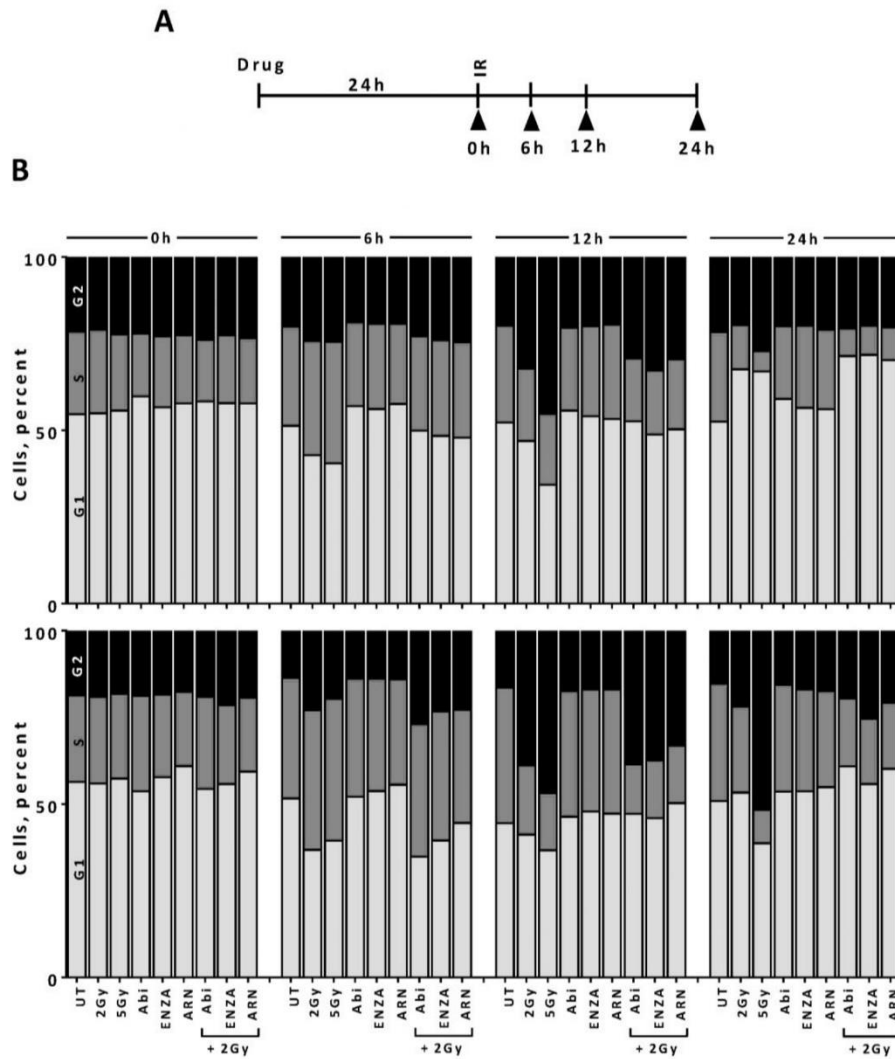 A
Drug
24h
IR
0h
6h
12h
24h
B
0h
6h
12h
24h
Cells, percent
100
50
0
G2
S
G1
Cells, percent
100
50
0
G2
S
G1
UT 2Gy 5Gy Abi ENZA ARN Abi ENZA ARN
+ 2Gy
UT 2Gy 5Gy Abi ENZA ARN Abi ENZA ARN
+ 2Gy
UT 2Gy 5Gy Abi ENZA ARN Abi ENZA ARN
+ 2Gy
UT 2Gy 5Gy Abi ENZA ARN Abi ENZA ARN
+ 2Gy